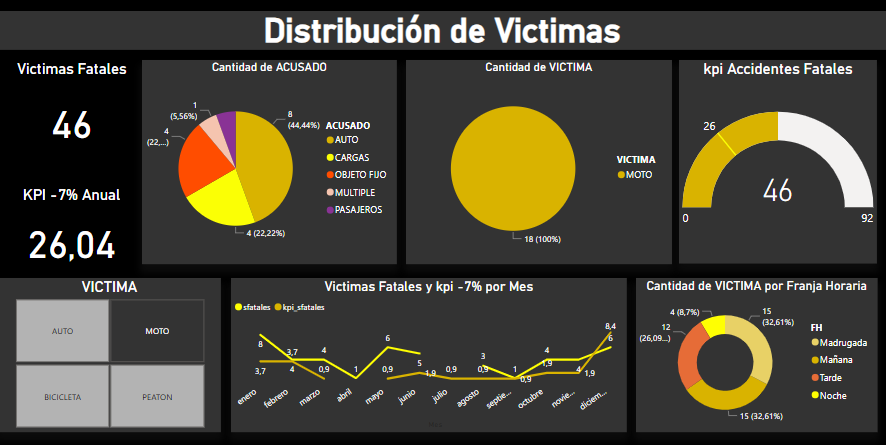 Distribución de Victimas
Victimas Fatales
46
KPI -7% Anual
26,04
Cantidad de ACUSADO
1
(5,56%)
4
(22,...)
8
(44,44%)
4 (22,22%)
ACUSADO
AUTO
CARGAS
OBJETO FIJO
MULTIPLE
PASAJEROS
Cantidad de VICTIMA
18 (100%)
VICTIMA
MOTO
kpi Accidentes Fatales
26
46
0
92
VICTIMA
AUTO
MOTO
BICICLETA
PEATON
Victimas Fatales y kpi -7% por Mes
sfatales
kpi_sfatales
8
3,7
3,7
4
4
0,9
1
6
0,9
5
1,9
0,9
3
0,9
1
0,9
4
1,9
4
1,9
8,4
6
enero
febrero
marzo
abril
mayo
junio
julio
agosto
septie...
octubre
novie...
diciem...
Cantidad de VICTIMA por Franja Horaria
4 (8,7%)
12
(26,09...)
15
(32,61%)
15 (32,61%)
FH
Madrugada
Mañana
Tarde
Noche